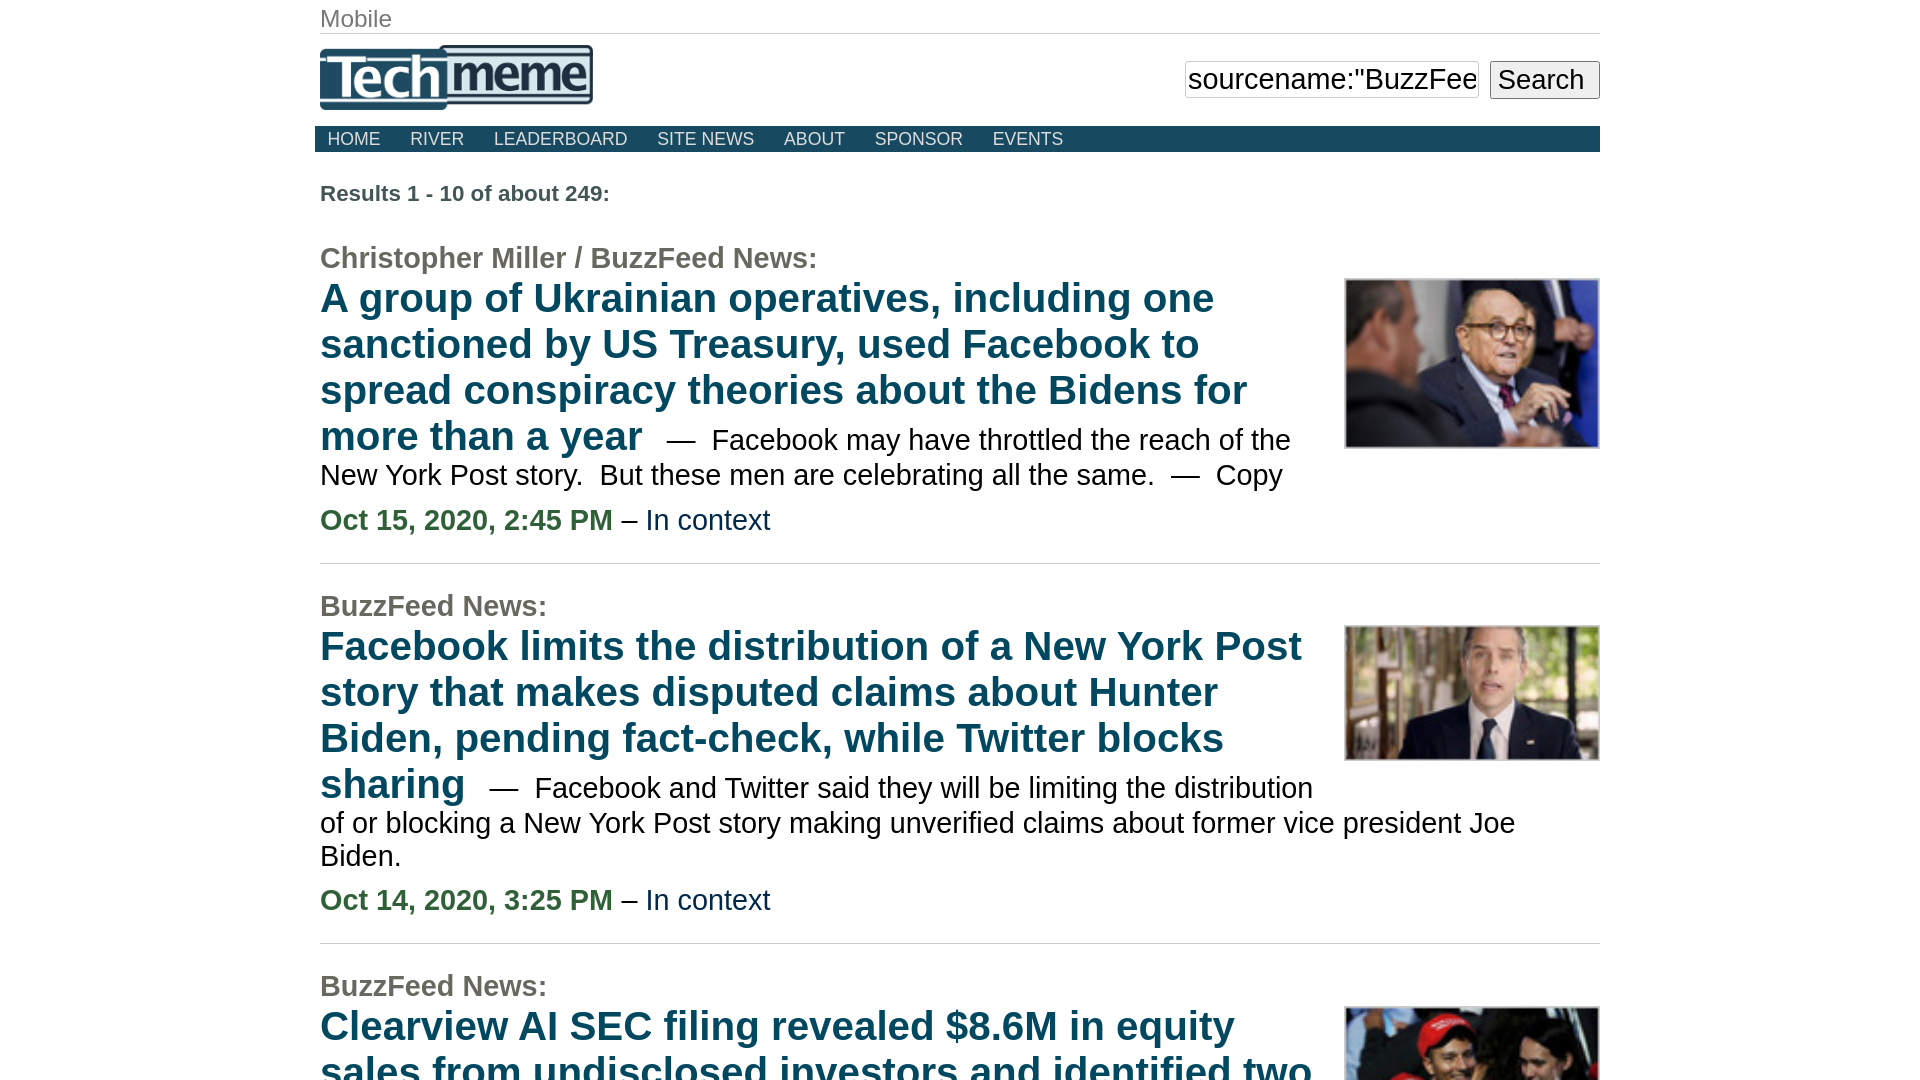 Mobile
Techmeme
sourcename:"BuzzFee
Search
HOME RIVER LEADERBOARD SITE NEWS ABOUT SPONSOR EVENTS
Results 1 - 10 of about 249:
Christopher Miller / BuzzFeed News:
A group of Ukrainian operatives, including one
sanctioned by US Treasury, used Facebook to
spread conspiracy theories about the Bidens for
more than a year — Facebook may have throttled the reach of the
New York Post story. But these men are celebrating all the same. — Copy
Oct 15, 2020, 2:45 PM – In context
BuzzFeed News:
Facebook limits the distribution of a New York Post
story that makes disputed claims about Hunter
Biden, pending fact-check, while Twitter blocks
sharing — Facebook and Twitter said they will be limiting the distribution
of or blocking a New York Post story making unverified claims about former vice president Joe
Biden.
Oct 14, 2020, 3:25 PM – In context
BuzzFeed News:
Clearview AI SEC filing revealed $8.6M in equity
sales from undisclosed investors and identified two